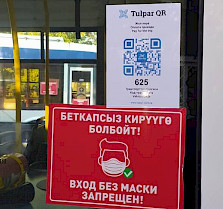 Tulpar QR
625
БЕТКАПСЫЗ КИРҮҮГӨ
БОЛБОЙТ!
ВХОД БЕЗ МАСКИ
ЗАПРЕЩЕН!